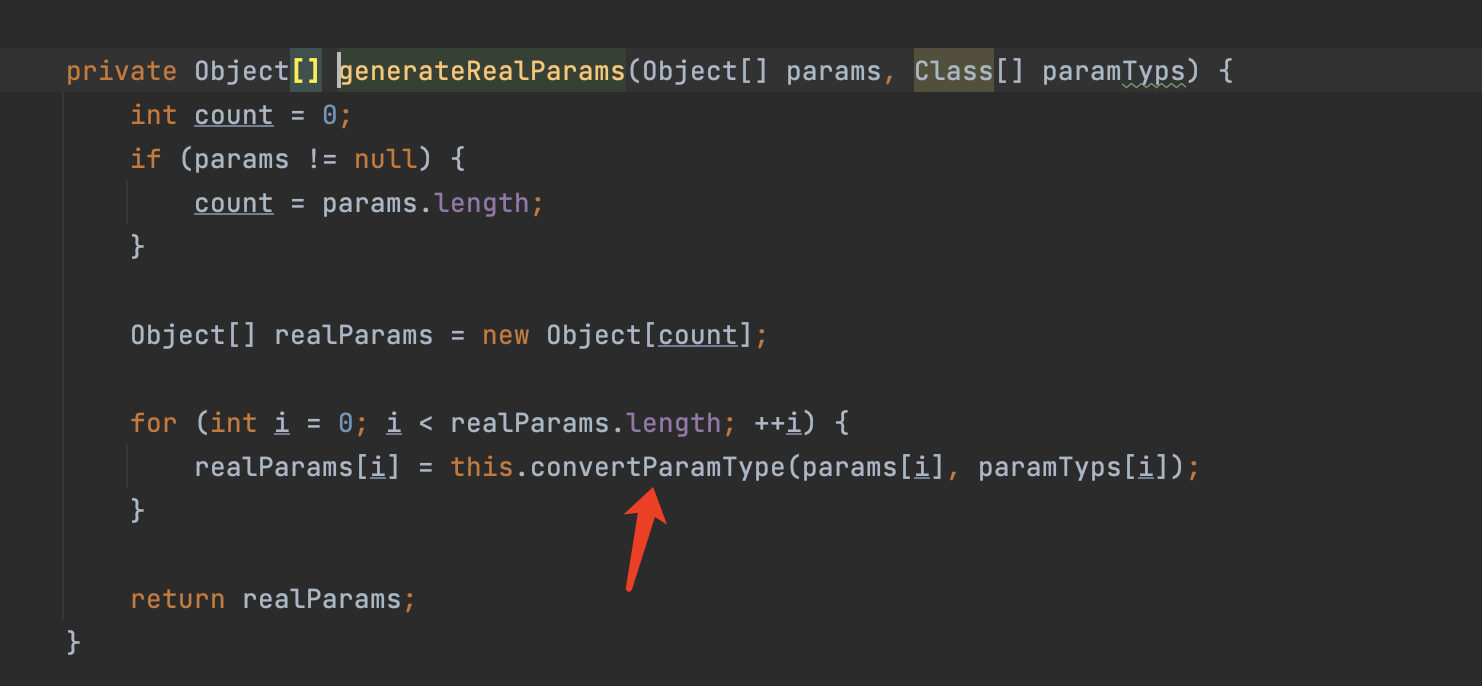 private Object[] generateRealParams(Object[] params, Class[] paramTyps) {
int count = 0;
if (params != null) {
count = params.length;
}
Object[] realParams = new Object[count];
for (int i = 0; i < realParams.length; ++i) {
realParams[i] = this.convertParamType(params[i], paramTyps[i]);
}
return realParams;
}